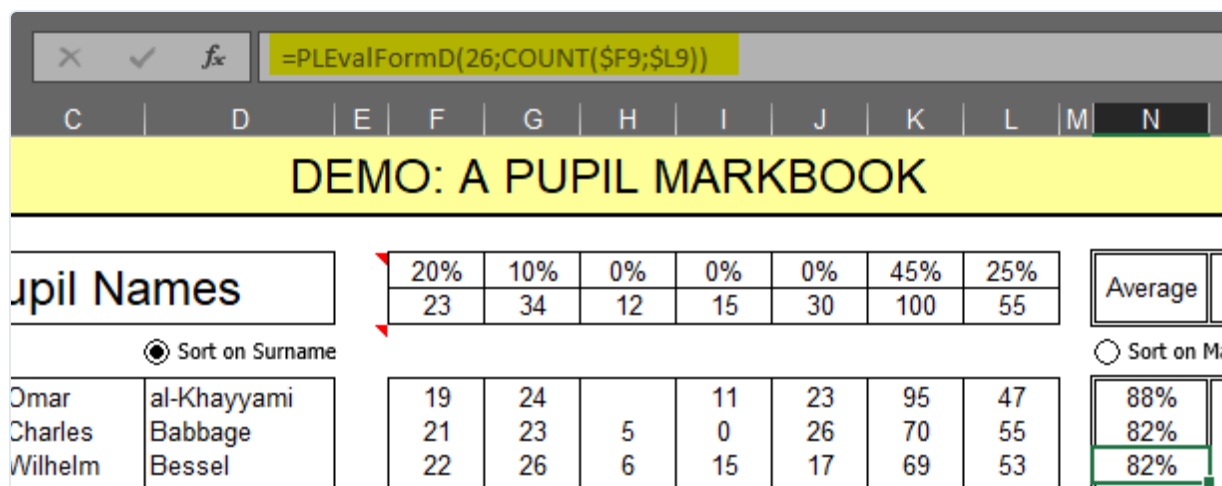 fx =PLEvalFormD(26;COUNT($F9;$L9))
C D E F G H I J K L M N
DEMO: A PUPIL MARKBOOK
20% 10% 0% 0% 0% 45% 25%
upil Names Average
23 34 12 15 30 100 55
Sort on Surname Sort on Ma
Omar al-Khayyami 19 24 11 23 95 47 88%
Charles Babbage 21 23 5 0 26 70 55 82%
Wilhelm Bessel 22 26 6 15 17 69 53 82%